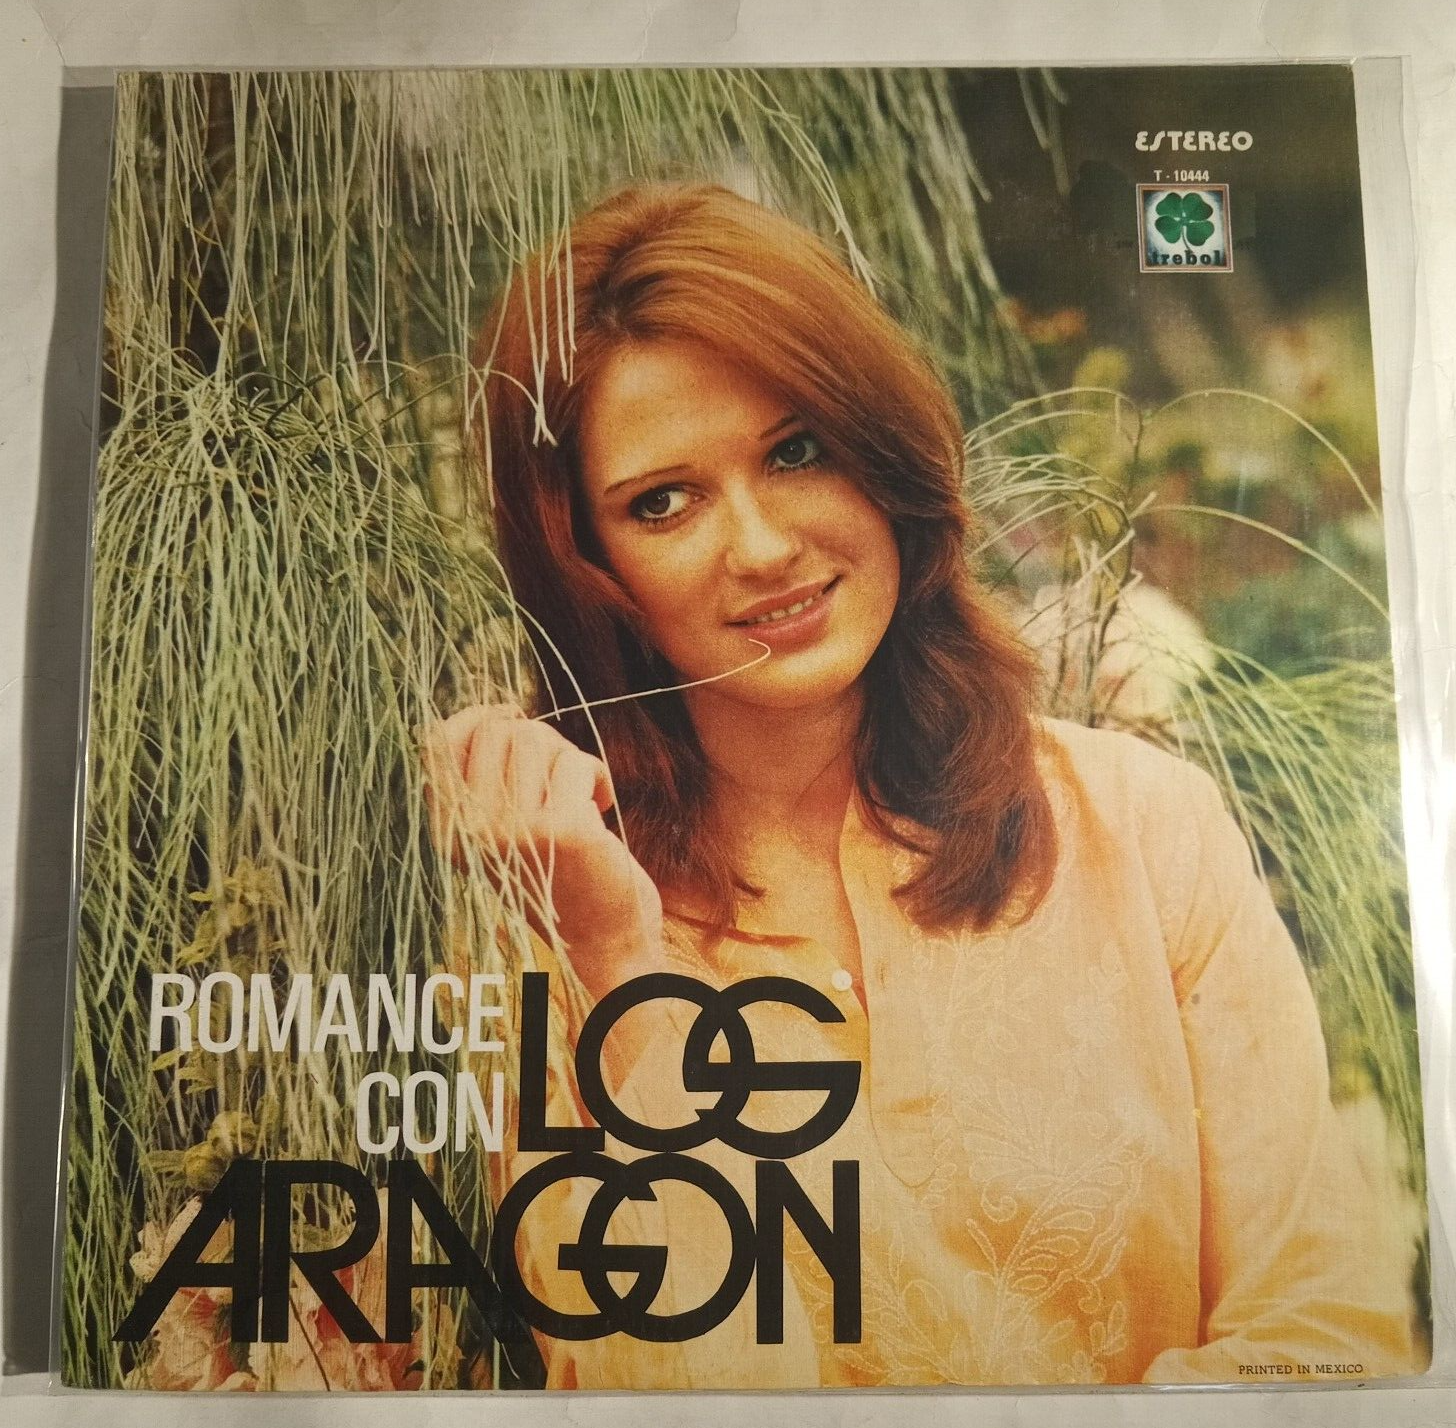 ESTEREO
T - 10444
trebol
ROMANCE
CON
LOS
ARAGON
PRINTED IN MEXICO